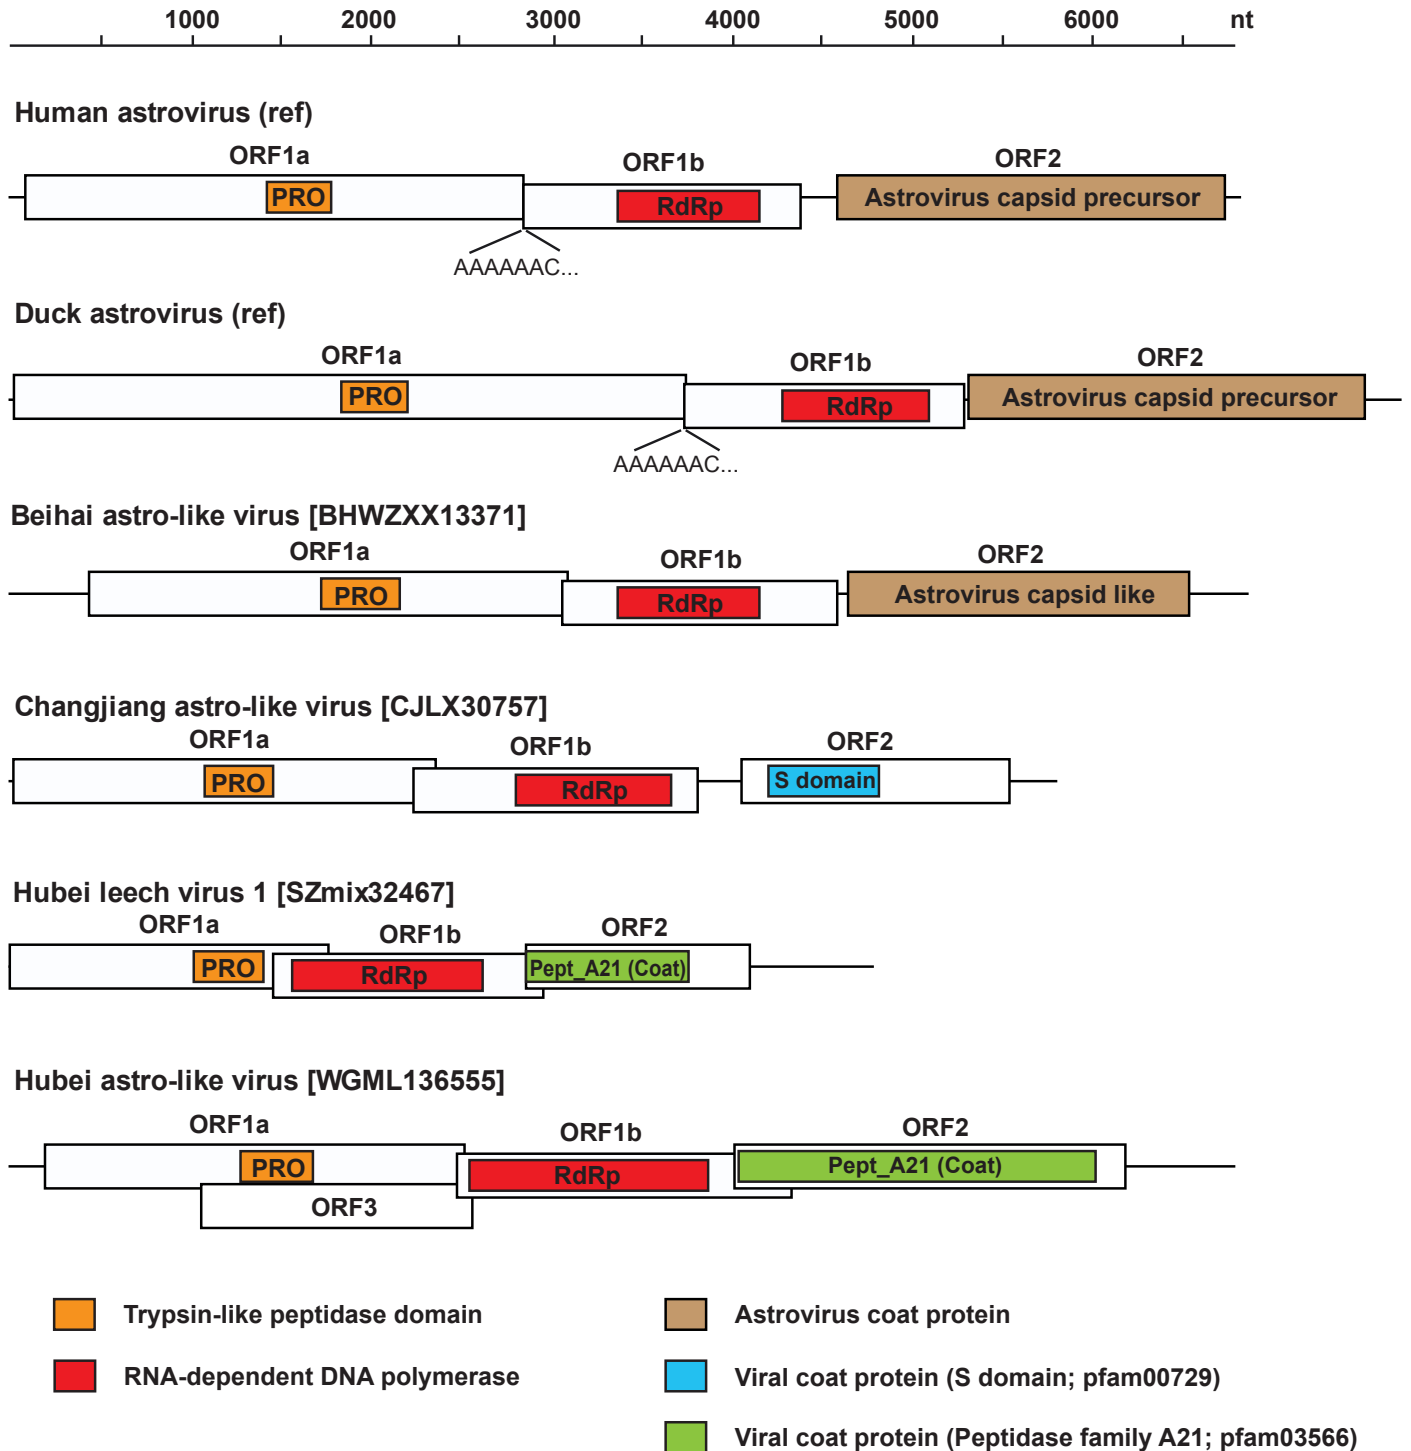 1000 2000 3000 4000 5000 6000 nt
Human astrovirus (ref)
ORF1a ORF1b ORF2
PRO RdRp Astrovirus capsid precursor
AAAAAAC...
Duck astrovirus (ref)
ORF1a ORF1b ORF2
PRO RdRp Astrovirus capsid precursor
AAAAAAC...
Beihai astro-like virus [BHWZXX13371]
ORF1a ORF1b ORF2
PRO RdRp Astrovirus capsid like
Changjiang astro-like virus [CJLX30757]
ORF1a ORF1b ORF2
PRO RdRp S domain
Hubei leech virus 1 [SZmix32467]
ORF1a ORF1b ORF2
PRO RdRp Pept_A21 (Coat)
Hubei astro-like virus [WGML136555]
ORF1a ORF1b ORF2
PRO RdRp Pept_A21 (Coat)
ORF3
Trypsin-like peptidase domain
RNA-dependent DNA polymerase
Astrovirus coat protein
Viral coat protein (S domain; pfam00729)
Viral coat protein (Peptidase family A21; pfam03566)